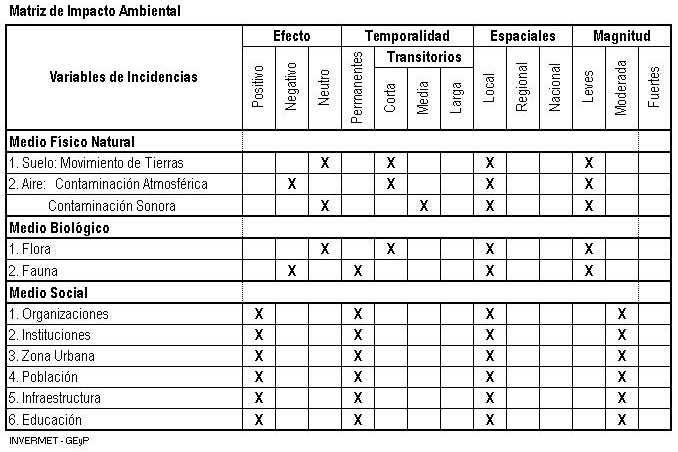 Matriz de Impacto Ambiental
Variables de Incidencias Efecto Temporalidad Espaciales Magnitud
Transitorios
Positivo Negativo Neutro Permanentes Corta Media Larga Local Regional Nacional Leves Moderada Fuertes
Medio Físico Natural
1. Suelo: Movimiento de Tierras X X X X
2. Aire: Contaminación Atmosférica X X X X
Contaminación Sonora X X X X
Medio Biológico
1. Flora X X X X
2. Fauna X X X X
Medio Social
1. Organizaciones X X X X
2. Instituciones X X X X
3. Zona Urbana X X X X
4. Población X X X X
5. Infraestructura X X X X
6. Educación X X X X
INVERMET - GEyP